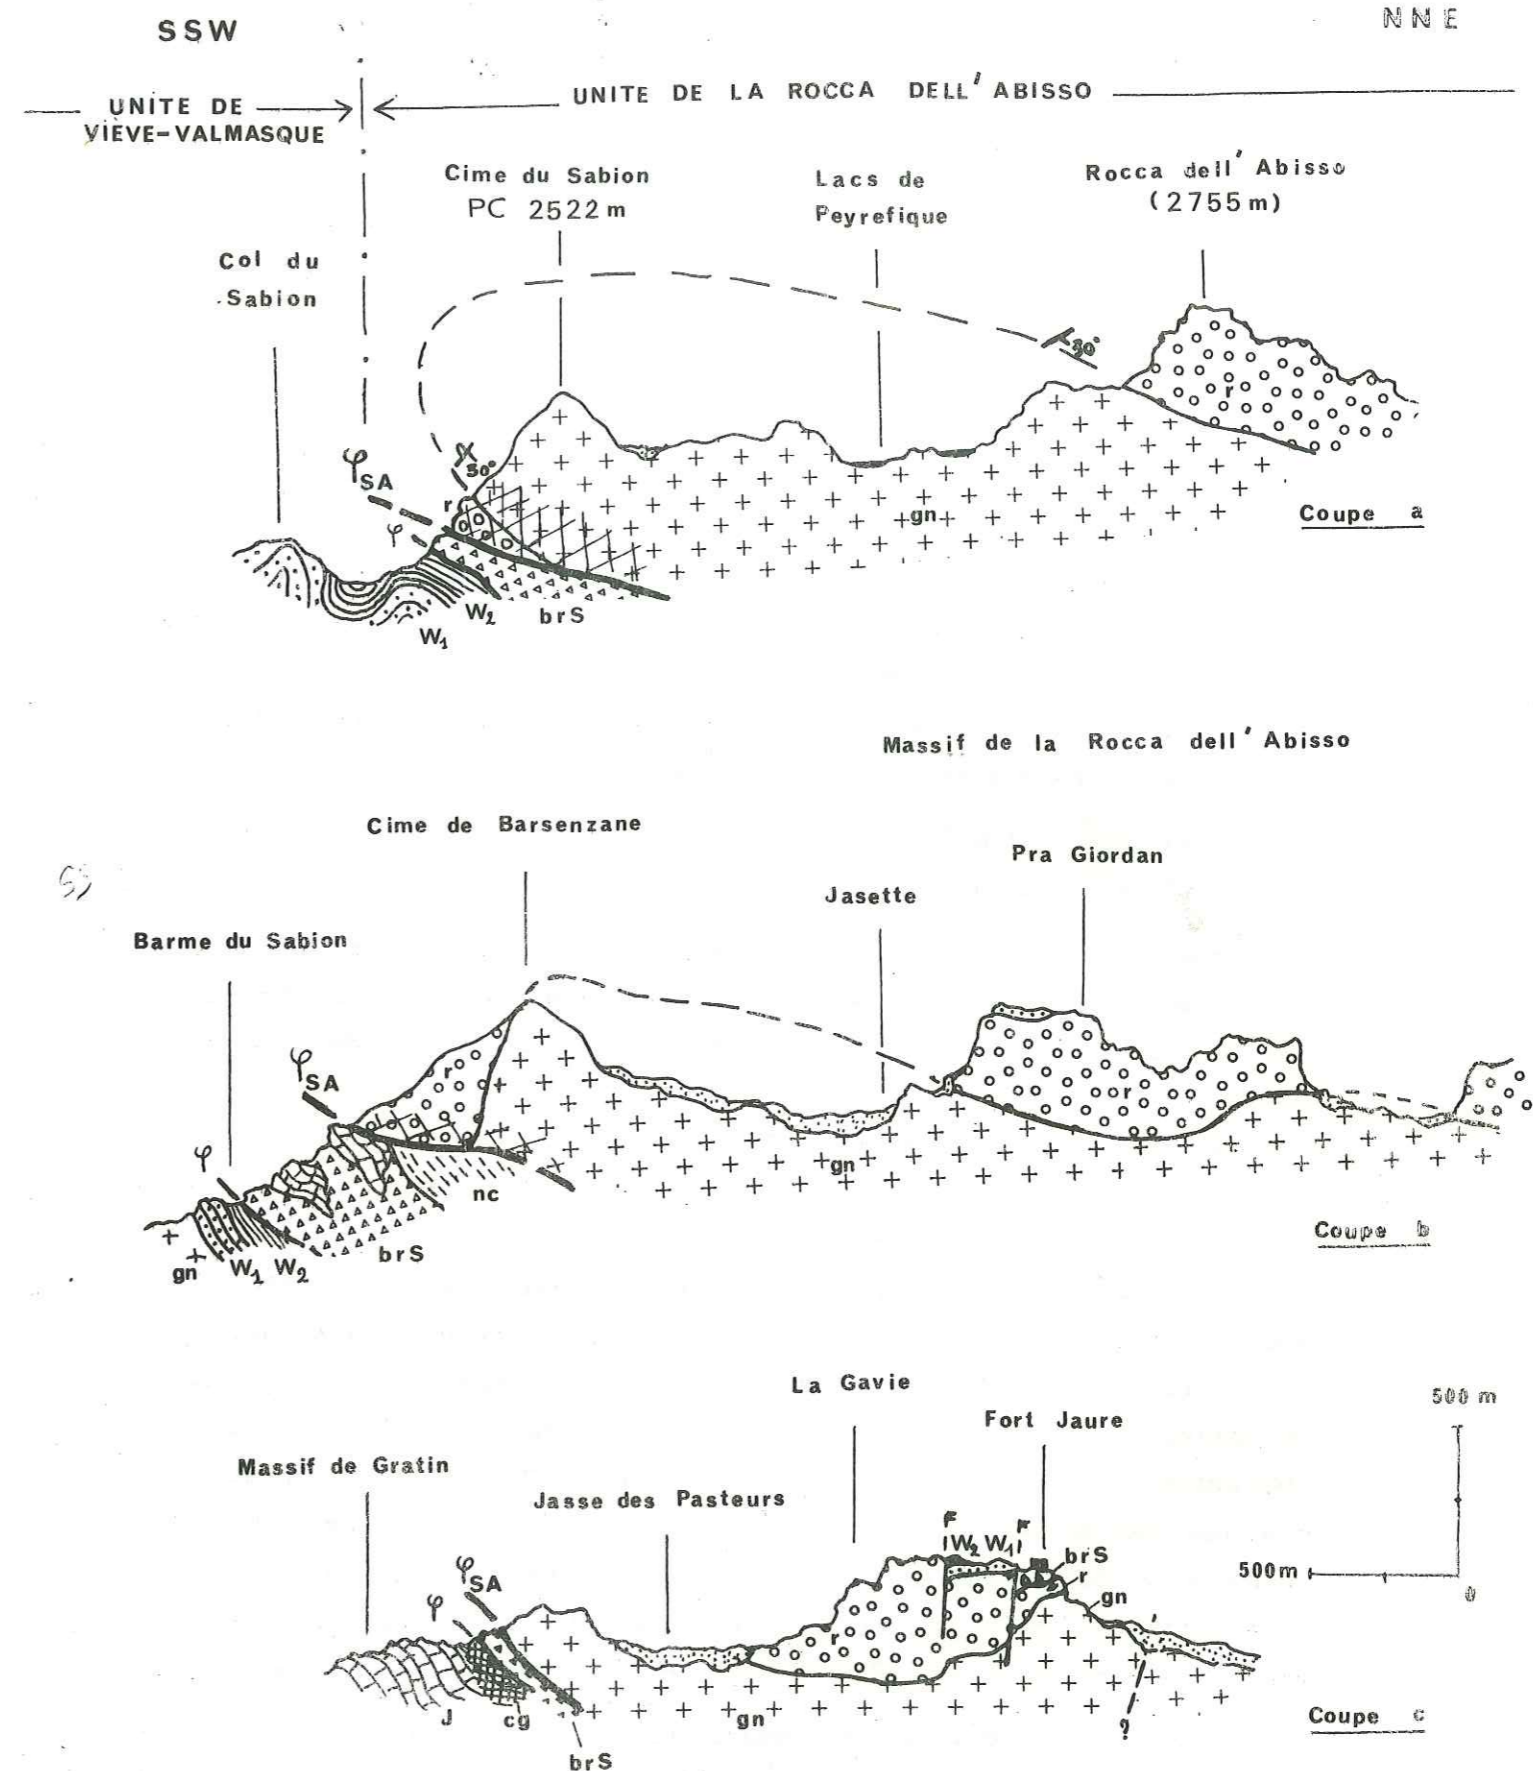 SSW
NNE
UNITE DE
VIÈVE-VALMASQUE
UNITE DE LA ROCCA DELL'ABISSO
Cime du Sabion
PC 2522 m
Lacs de
Peyrefique
Rocca dell'Abisso
(2755 m)
Col du
Sabion
30°
φSA
30°
r
r
φ
gn
Coupe a
W2
brS
W1
Massif de la Rocca dell'Abisso
Cime de Barsenzane
Pra Giordan
Jasette
Barme du Sabion
φSA
r
r
φ
gn
nc
Coupe b
brS
gn
W1
W2
La Gavie
500 m
Fort Jaure
Massif de Gratin
Jasse des Pasteurs
F
F
W2
W1
brS
φSA
500m
r
0
φ
gn
r
J
cg
gn
Coupe c
?
brS